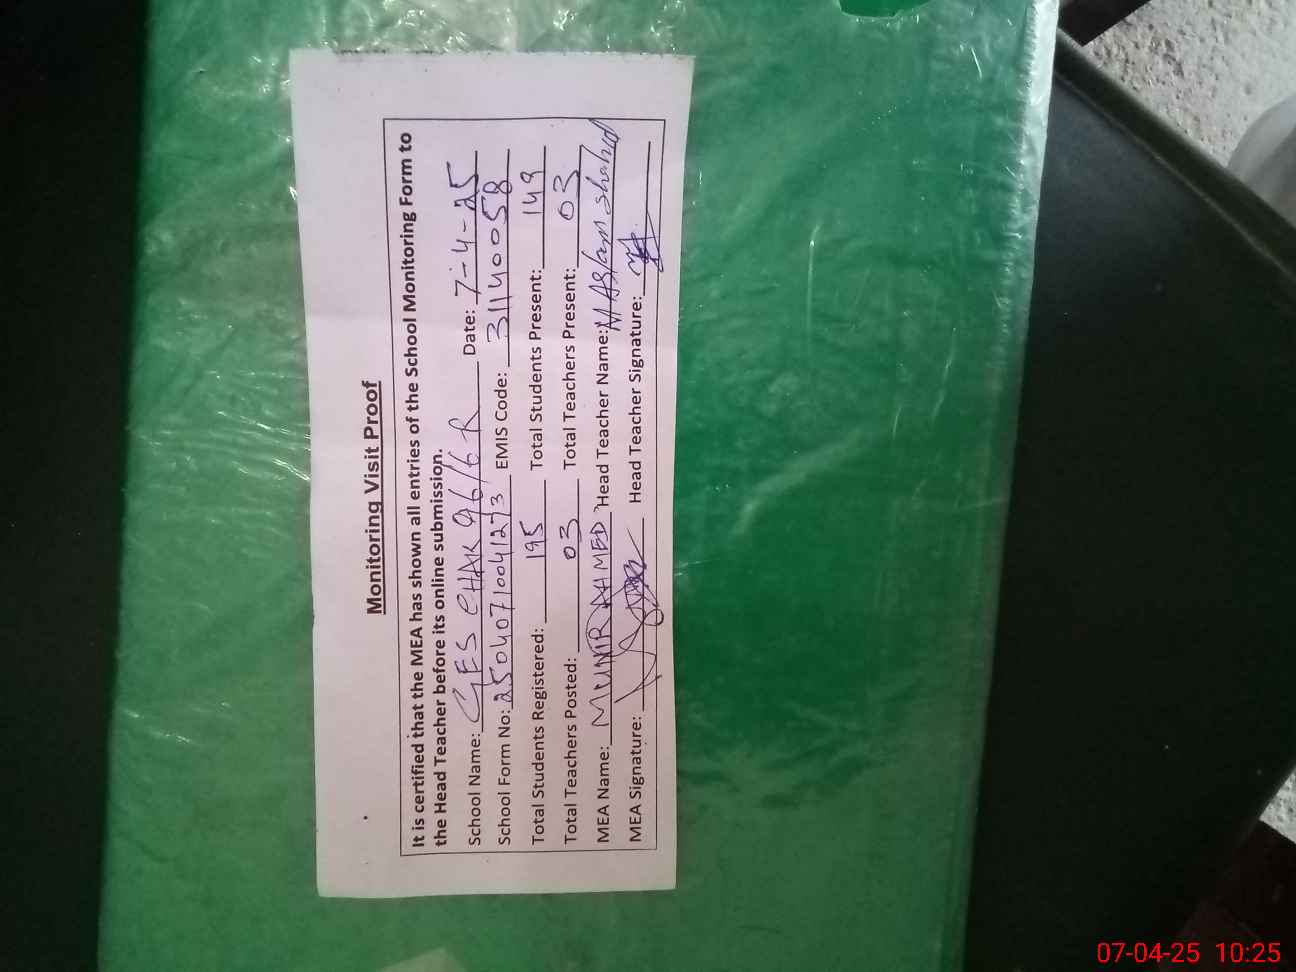 Monitoring Visit Proof
It is certified that the MEA has shown all entries of the School Monitoring Form to
the Head Teacher before its online submission.
School Name: GES CHAK 96/6R Date: 7-4-25
School Form No: 25040710041273 EMIS Code: 31140058
Total Students Registered: 195 Total Students Present: 149
Total Teachers Posted: 03 Total Teachers Present: 03
MEA Name: MUNIR AHMED Head Teacher Name: M ASlam Shahid
MEA Signature: Head Teacher Signature:
07-04-25 10:25